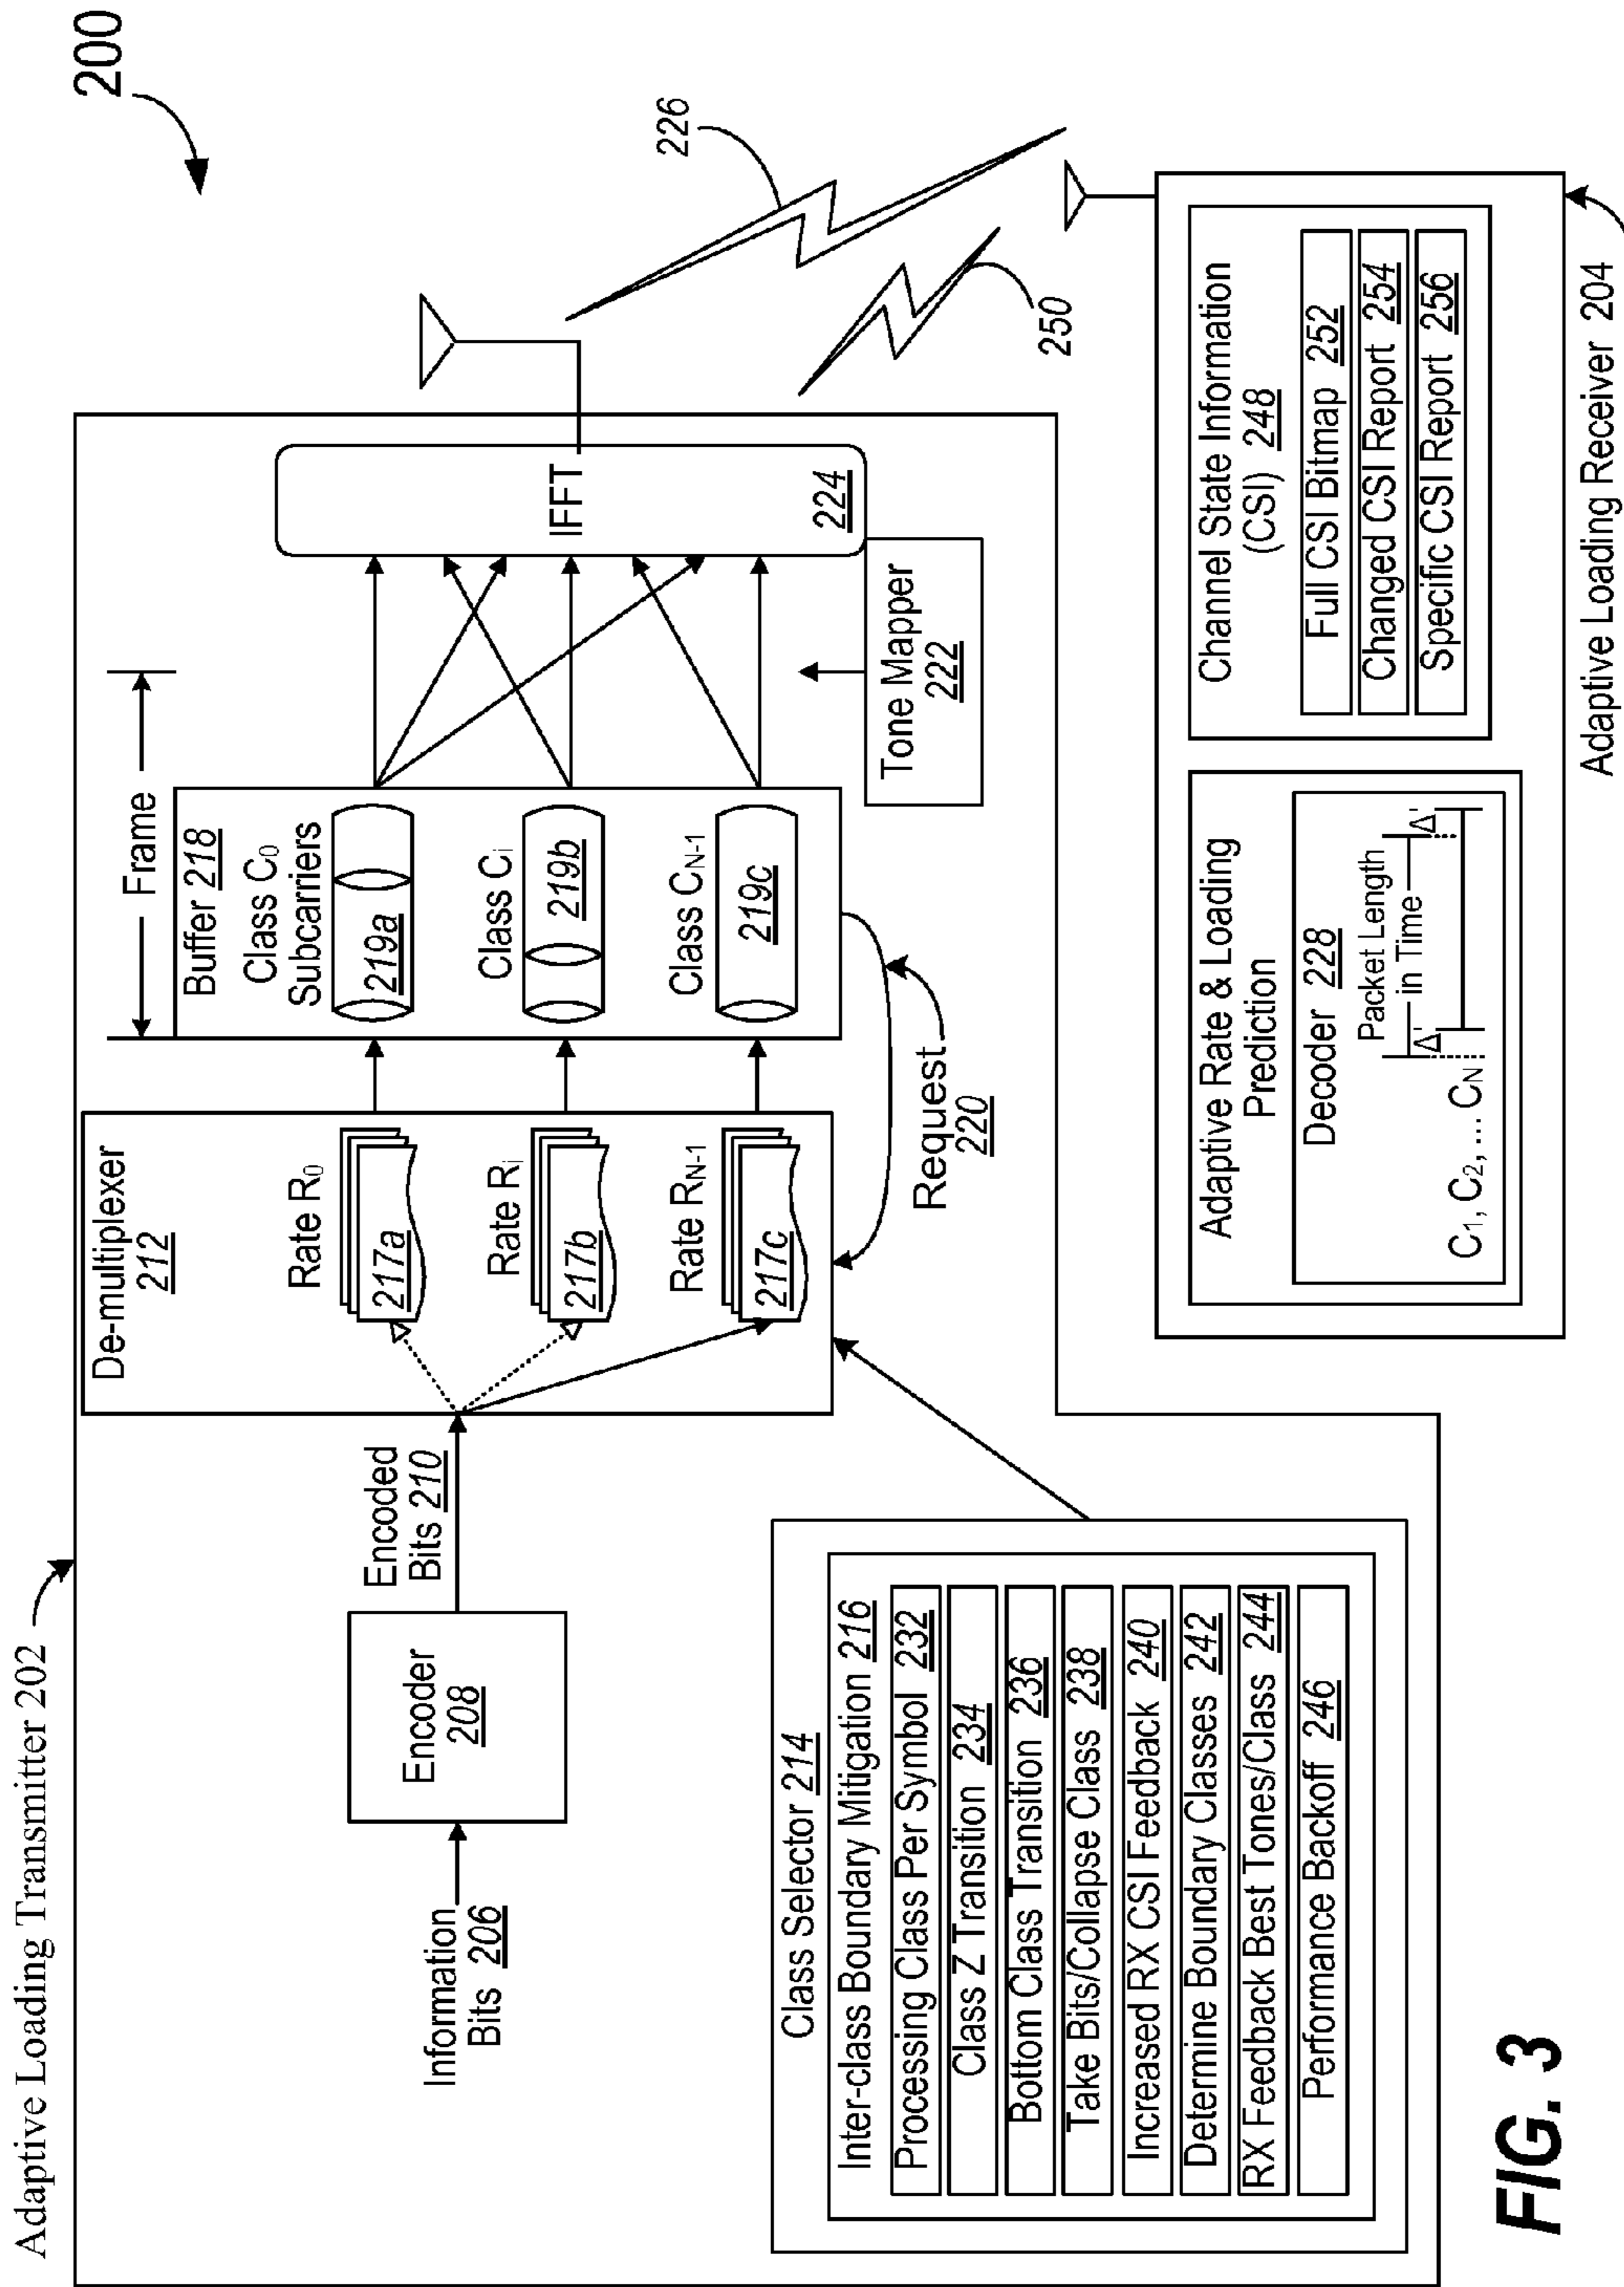 200
Adaptive Loading Transmitter 202
Information
Bits 206
Encoder
208
Encoded
Bits 210
De-multiplexer
212
Rate R0
217a
Rate Ri
217b
Rate RN-1
217c
Frame
Buffer 218
Class C0
Subcarriers
219a
Class Ci
219b
Class CN-1
219c
Request
220
IFFT
224
Tone Mapper
222
226
250
Class Selector 214
Inter-class Boundary Mitigation 216
Processing Class Per Symbol 232
Class Z Transition 234
Bottom Class Transition 236
Take Bits/Collapse Class 238
Increased RX CSI Feedback 240
Determine Boundary Classes 242
RX Feedback Best Tones/Class 244
Performance Backoff 246
Adaptive Rate & Loading
Prediction
Decoder 228
Packet Length
in Time
Δ'
Δ'
C1, C2, ... CN
Channel State Information
(CSI) 248
Full CSI Bitmap 252
Changed CSI Report 254
Specific CSI Report 256
Adaptive Loading Receiver 204
FIG. 3